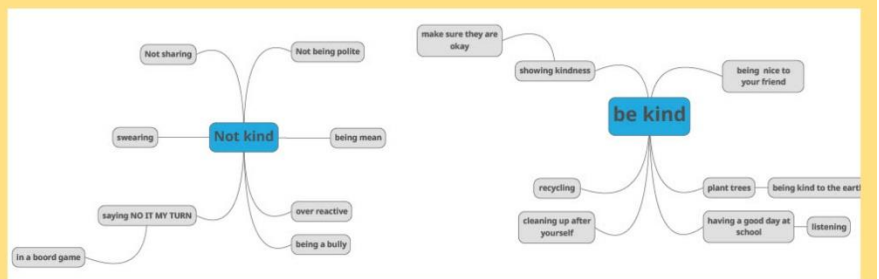 Not sharing
Not being polite
swearing
Not kind
being mean
saying NO IT MY TURN
over reactive
being a bully
in a boord game
make sure they are
okay
showing kindness
being nice to
your friend
be kind
recycling
plant trees
being kind to the eart
cleaning up after
yourself
having a good day at
school
listening